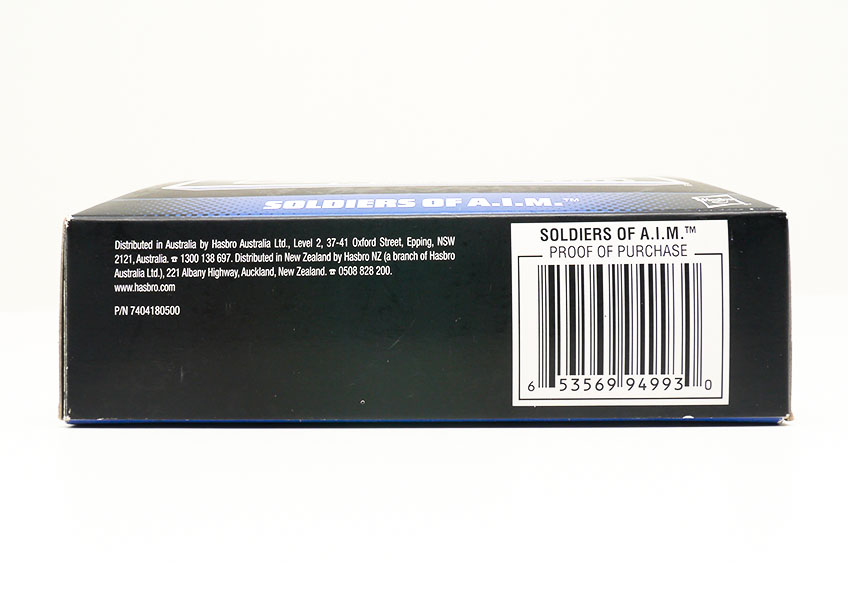 SOLDIERS OF A.I.M.™
Distributed in Australia by Hasbro Australia Ltd., Level 2, 37-41 Oxford Street, Epping, NSW
2121, Australia. ☎ 1300 138 697. Distributed in New Zealand by Hasbro NZ (a branch of Hasbro
Australia Ltd.), 221 Albany Highway, Auckland, New Zealand. ☎ 0508 828 200.
www.hasbro.com
P/N 7404180500
SOLDIERS OF A.I.M.™
PROOF OF PURCHASE
6 53569 94993 0